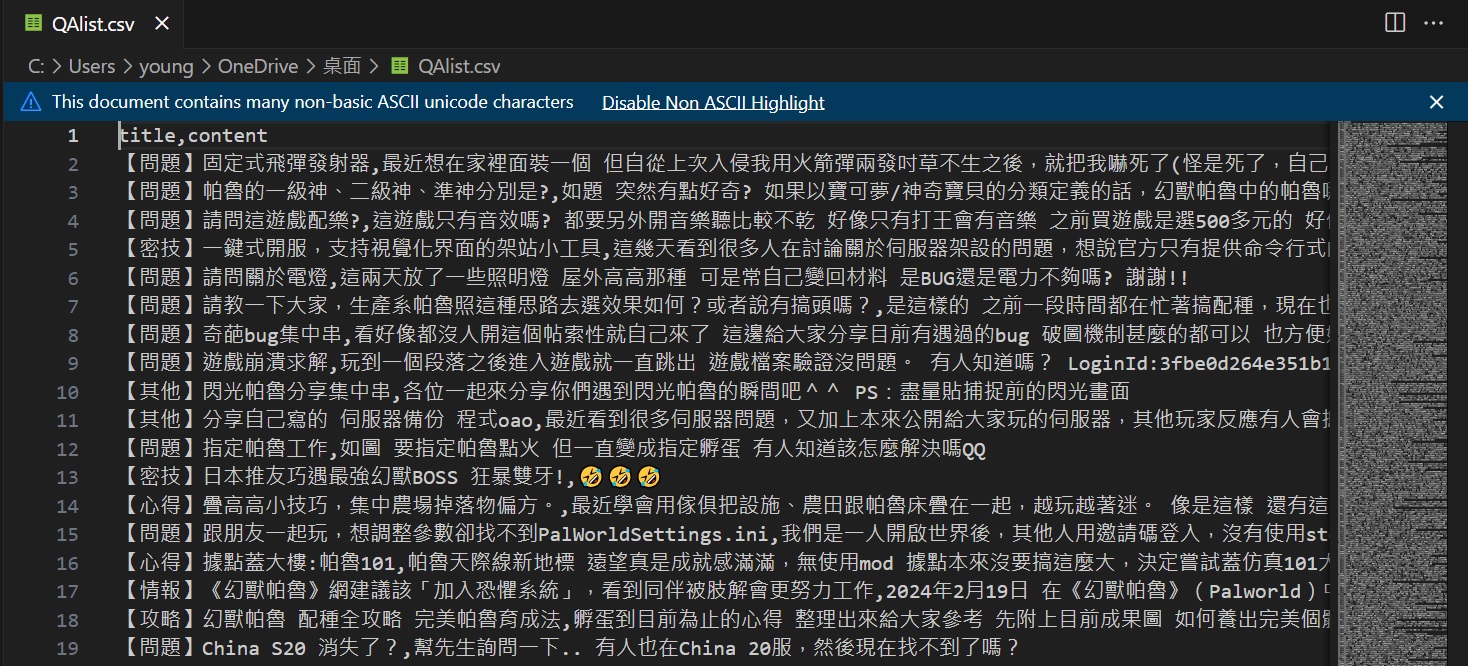 QAlist.csv
C: > Users > young > OneDrive > 桌面 > QAlist.csv
This document contains many non-basic ASCII unicode characters Disable Non ASCII Highlight
1 title,content
2 【問題】固定式飛彈發射器,最近想在家裡面裝一個 但自從上次入侵我用火箭彈兩發吋草不生之後，就把我嚇死了(怪是死了，自己
3 【問題】帕魯的一級神、二級神、準神分別是?,如題 突然有點好奇? 如果以寶可夢/神奇寶貝的分類定義的話，幻獸帕魯中的帕魯
4 【問題】請問這遊戲配樂?,這遊戲只有音效嗎? 都要另外開音樂聽比較不乾 好像只有打王會有音樂 之前買遊戲是選500多元的 好
5 【密技】一鍵式開服，支持視覺化界面的架站小工具,這幾天看到很多人在討論關於伺服器架設的問題，想說官方只有提供命令行式
6 【問題】請問關於電燈,這兩天放了一些照明燈 屋外高高那種 可是常自己變回材料 是BUG還是電力不夠嗎? 謝謝!!
7 【問題】請教一下大家，生產系帕魯照這種思路去選效果如何？或者說有搞頭嗎？,是這樣的 之前一段時間都在忙著搞配種，現在也
8 【問題】奇葩bug集中串,看好像都沒人開這個帖索性就自己來了 這邊給大家分享目前有遇過的bug 破圖機制甚麼的都可以 也方便
9 【問題】遊戲崩潰求解,玩到一個段落之後進入遊戲就一直跳出 遊戲檔案驗證沒問題。 有人知道嗎？ LoginId:3fbe0d264e351b1
10 【其他】閃光帕魯分享集中串,各位一起來分享你們遇到閃光帕魯的瞬間吧＾＾ PS：盡量貼捕捉前的閃光畫面
11 【其他】分享自己寫的 伺服器備份 程式oao,最近看到很多伺服器問題，又加上本來公開給大家玩的伺服器，其他玩家反應有人會
12 【問題】指定帕魯工作,如圖 要指定帕魯點火 但一直變成指定孵蛋 有人知道該怎麼解決嗎QQ
13 【密技】日本推友巧遇最強幻獸BOSS 狂暴雙牙!,🤣🤣🤣
14 【心得】疊高高小技巧，集中農場掉落物偏方。,最近學會用傢俱把設施、農田跟帕魯床疊在一起，越玩越著迷。 像是這樣 還有這
15 【問題】跟朋友一起玩，想調整參數卻找不到PalWorldSettings.ini,我們是一人開啟世界後，其他人用邀請碼登入，沒有使用st
16 【心得】據點蓋大樓:帕魯101,帕魯天際線新地標 遠望真是成就感滿滿，無使用mod 據點本來沒要搞這麼大，決定嘗試蓋仿真101大
17 【情報】《幻獸帕魯》網建議該「加入恐懼系統」，看到同伴被肢解會更努力工作,2024年2月19日 在《幻獸帕魯》（Palworld）
18 【攻略】幻獸帕魯 配種全攻略 完美帕魯育成法,孵蛋到目前為止的心得 整理出來給大家參考 先附上目前成果圖 如何養出完美個體
19 【問題】China S20 消失了？,幫先生詢問一下.. 有人也在China 20服，然後現在找不到了嗎？